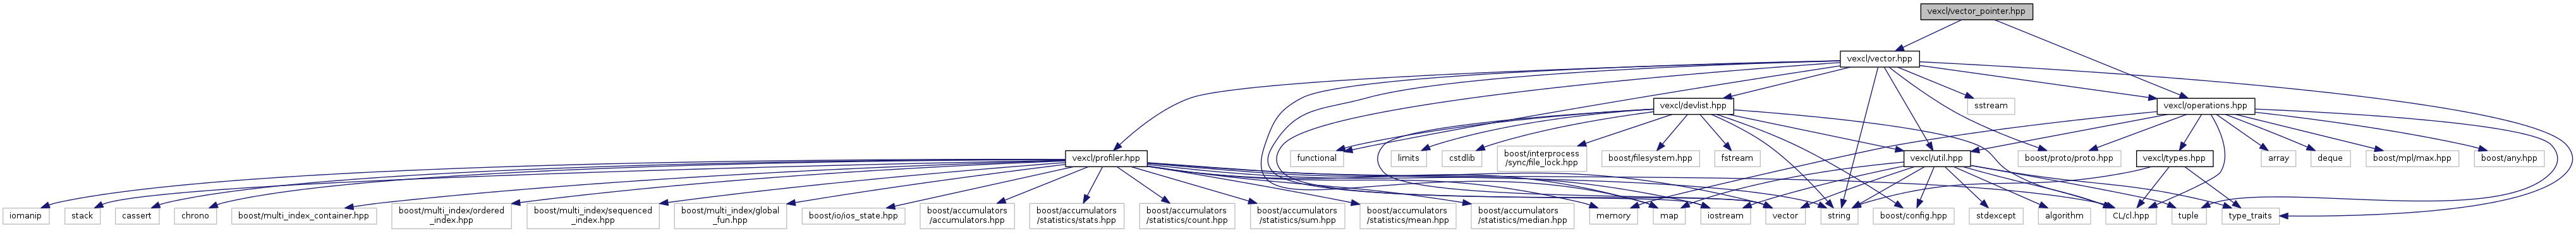 vexcl/vector_pointer.hpp
vexcl/vector.hpp
vexcl/devlist.hpp
sstream
vexcl/operations.hpp
vexcl/profiler.hpp
functional
limits
cstdlib
boost/interprocess
/sync/file_lock.hpp
boost/filesystem.hpp
fstream
vexcl/util.hpp
boost/proto/proto.hpp
vexcl/types.hpp
array
deque
boost/mpl/max.hpp
boost/any.hpp
iomanip
stack
cassert
chrono
boost/multi_index_container.hpp
boost/multi_index/ordered
_index.hpp
boost/multi_index/sequenced
_index.hpp
boost/multi_index/global
_fun.hpp
boost/io/ios_state.hpp
boost/accumulators
/accumulators.hpp
boost/accumulators
/statistics/stats.hpp
boost/accumulators
/statistics/count.hpp
boost/accumulators
/statistics/sum.hpp
boost/accumulators
/statistics/mean.hpp
boost/accumulators
/statistics/median.hpp
memory
map
iostream
vector
string
boost/config.hpp
stdexcept
algorithm
CL/cl.hpp
tuple
type_traits